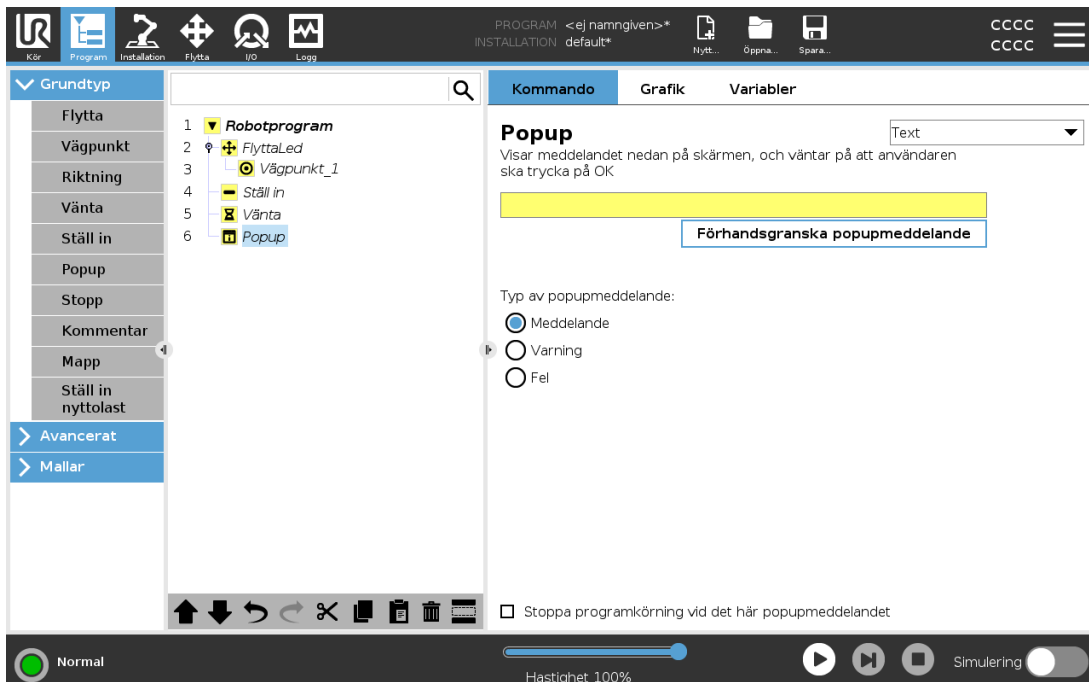 UR
PROGRAM <ej namngiven>*
INSTALLATION default*
CCCC
CCCC
Kör Program Installation Flytta I/O Logg
Nytt... Öppna... Spara...
Grundtyp
Flytta
Vägpunkt
Riktning
Vänta
Ställ in
Popup
Stopp
Kommentar
Mapp
Ställ in
nyttolast
Avancerat
Mallar
1 Robotprogram
2 FlyttaLed
3 Vägpunkt_1
4 Ställ in
5 Vänta
6 Popup
Kommando Grafik Variabler
Popup
Text
Visar meddelandet nedan på skärmen, och väntar på att användaren
ska trycka på OK
Förhandsgranska popupmeddelande
Typ av popupmeddelande:
Meddelande
Varning
Fel
Stoppa programkörning vid det här popupmeddelandet
Normal
Hastighet 100%
Simulering